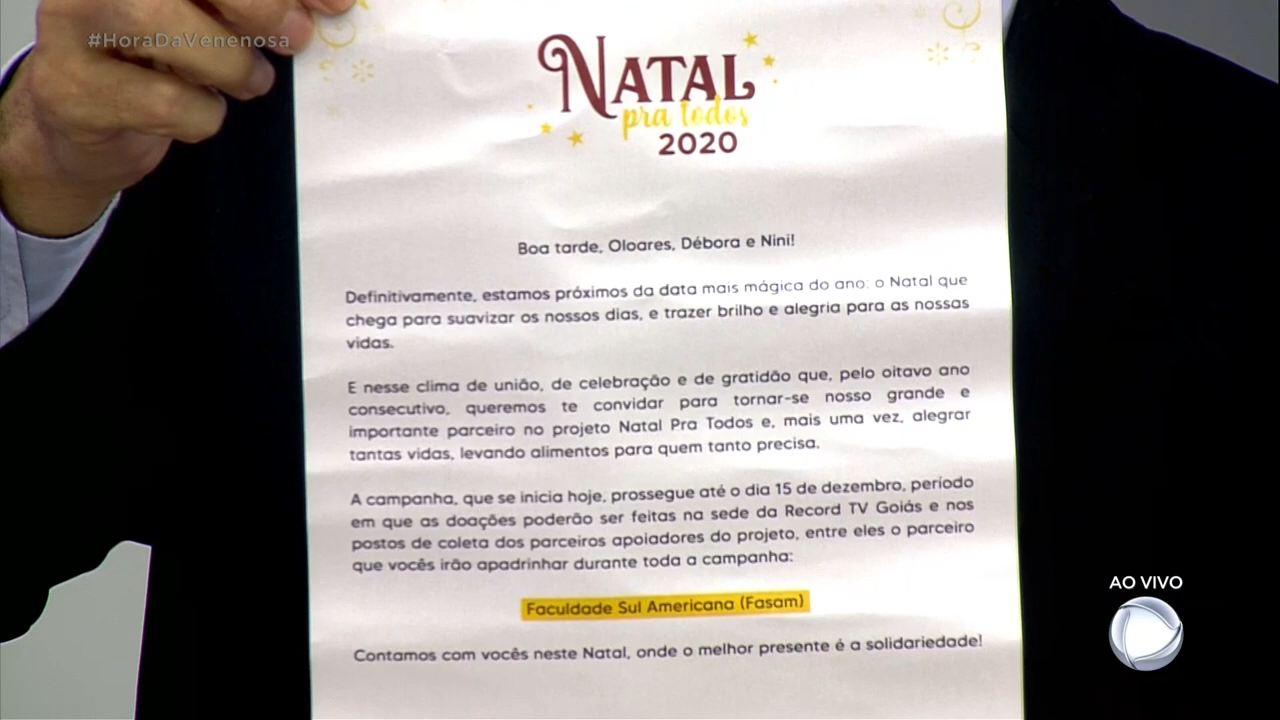 #HoraDaVenenosa
NATAL
pra todos
2020
Boa tarde, Oloares, Débora e Nini!
Definitivamente, estamos próximos da data mais mágica do ano: o Natal que
chega para suavizar os nossos dias, e trazer brilho e alegria para as nossas
vidas.
E nesse clima de união, de celebração e de gratidão que, pelo oitavo ano
consecutivo, queremos te convidar para tornar-se nosso grande e
importante parceiro no projeto Natal Pra Todos e, mais uma vez, alegrar
tantas vidas, levando alimentos para quem tanto precisa.
A campanha, que se inicia hoje, prossegue até o dia 15 de dezembro, período
em que as doações poderão ser feitas na sede da Record TV Goiás e nos
postos de coleta dos parceiros apoiadores do projeto, entre eles o parceiro
que vocês irão apadrinhar durante toda a campanha:
Faculdade Sul Americana (Fasam)
Contamos com vocês neste Natal, onde o melhor presente é a solidariedade!
AO VIVO